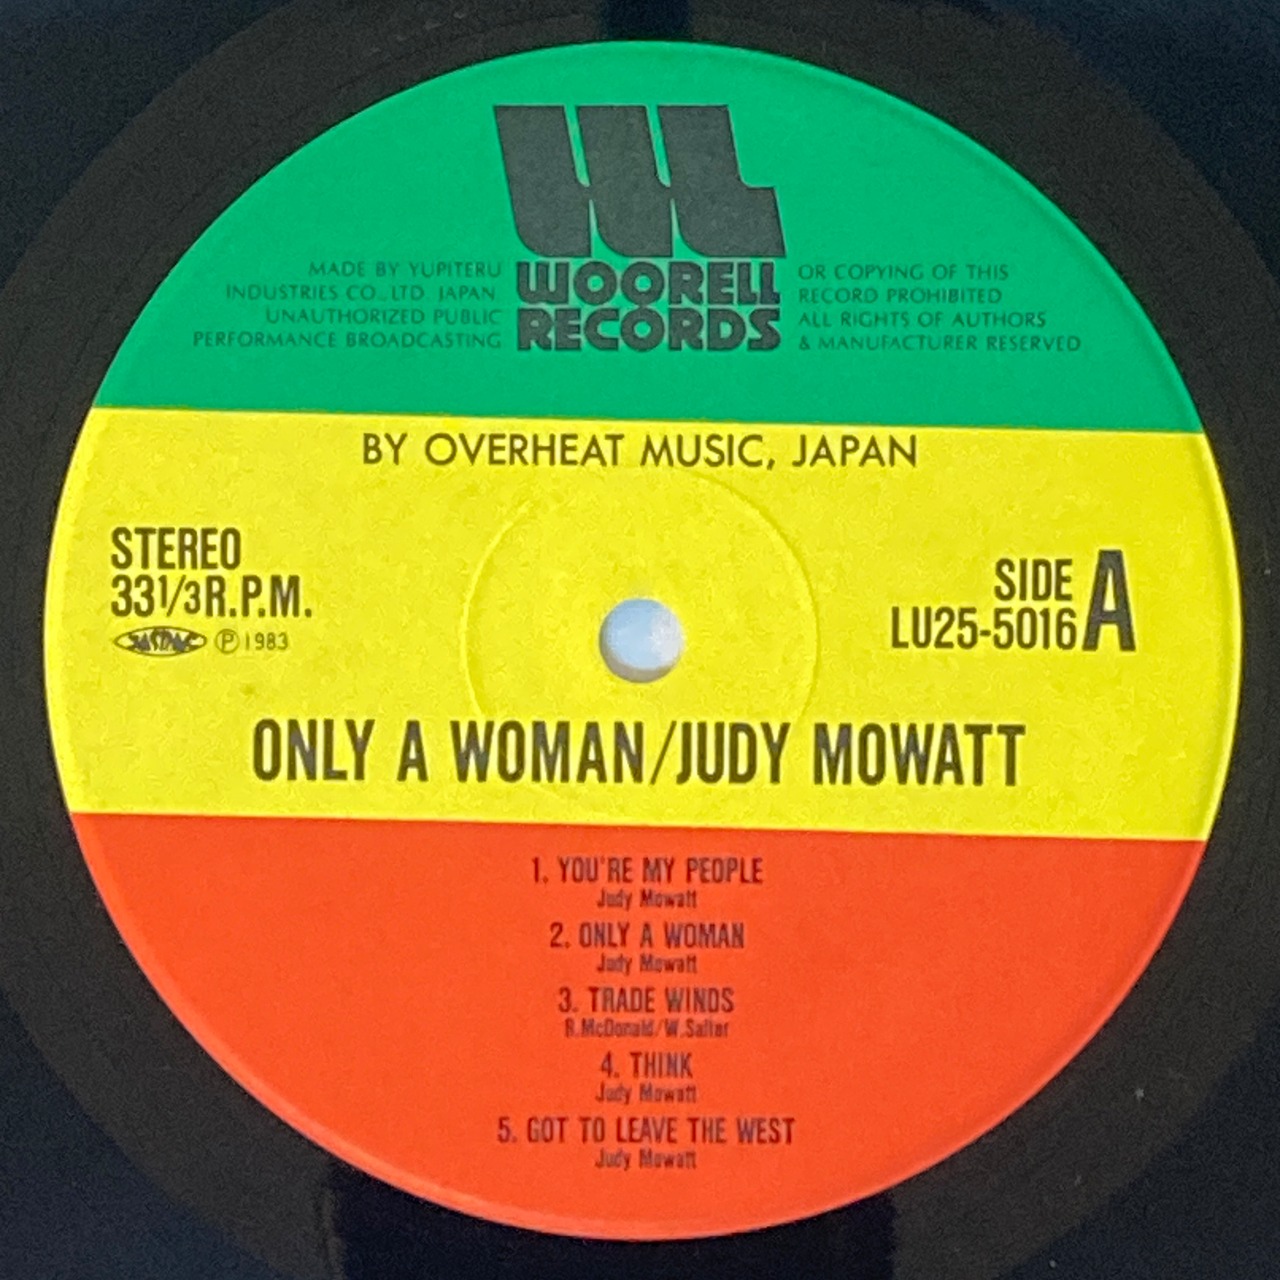 WOORELL
RECORDS
MADE BY YUPITERU
INDUSTRIES CO., LTD. JAPAN.
UNAUTHORIZED PUBLIC
PERFORMANCE BROADCASTING
OR COPYING OF THIS
RECORD PROHIBITED
ALL RIGHTS OF AUTHORS
& MANUFACTURER RESERVED
BY OVERHEAT MUSIC, JAPAN
STEREO
33 1/3 R.P.M.
JASRAC Ⓟ 1983
SIDE A
LU25-5016
ONLY A WOMAN/JUDY MOWATT
1. YOU'RE MY PEOPLE
Judy Mowatt
2. ONLY A WOMAN
Judy Mowatt
3. TRADE WINDS
R.McDonald/W.Salter
4. THINK
Judy Mowatt
5. GOT TO LEAVE THE WEST
Judy Mowatt